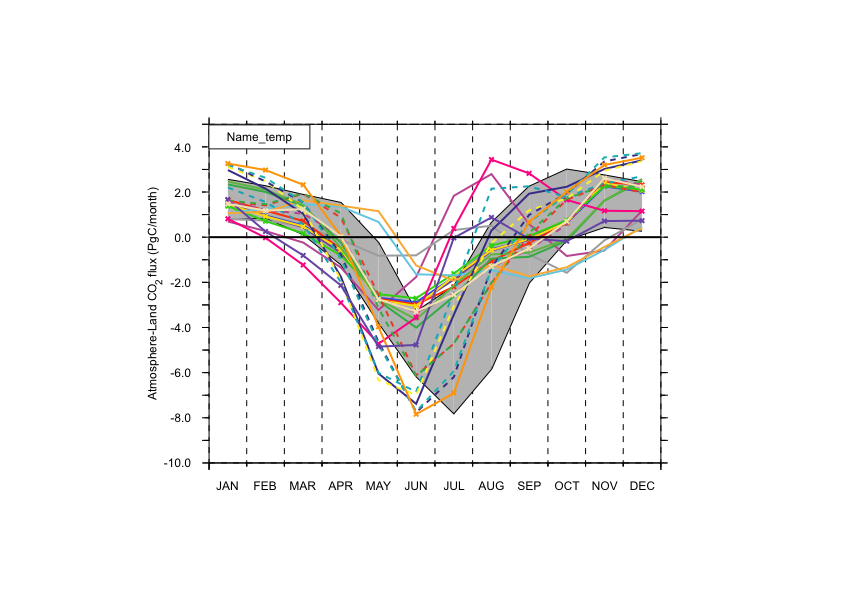 Name_temp
4.0
2.0
0.0
-2.0
-4.0
-6.0
-8.0
-10.0
Atmosphere-Land CO2 flux (PgC/month)
JAN FEB MAR APR MAY JUN JUL AUG SEP OCT NOV DEC